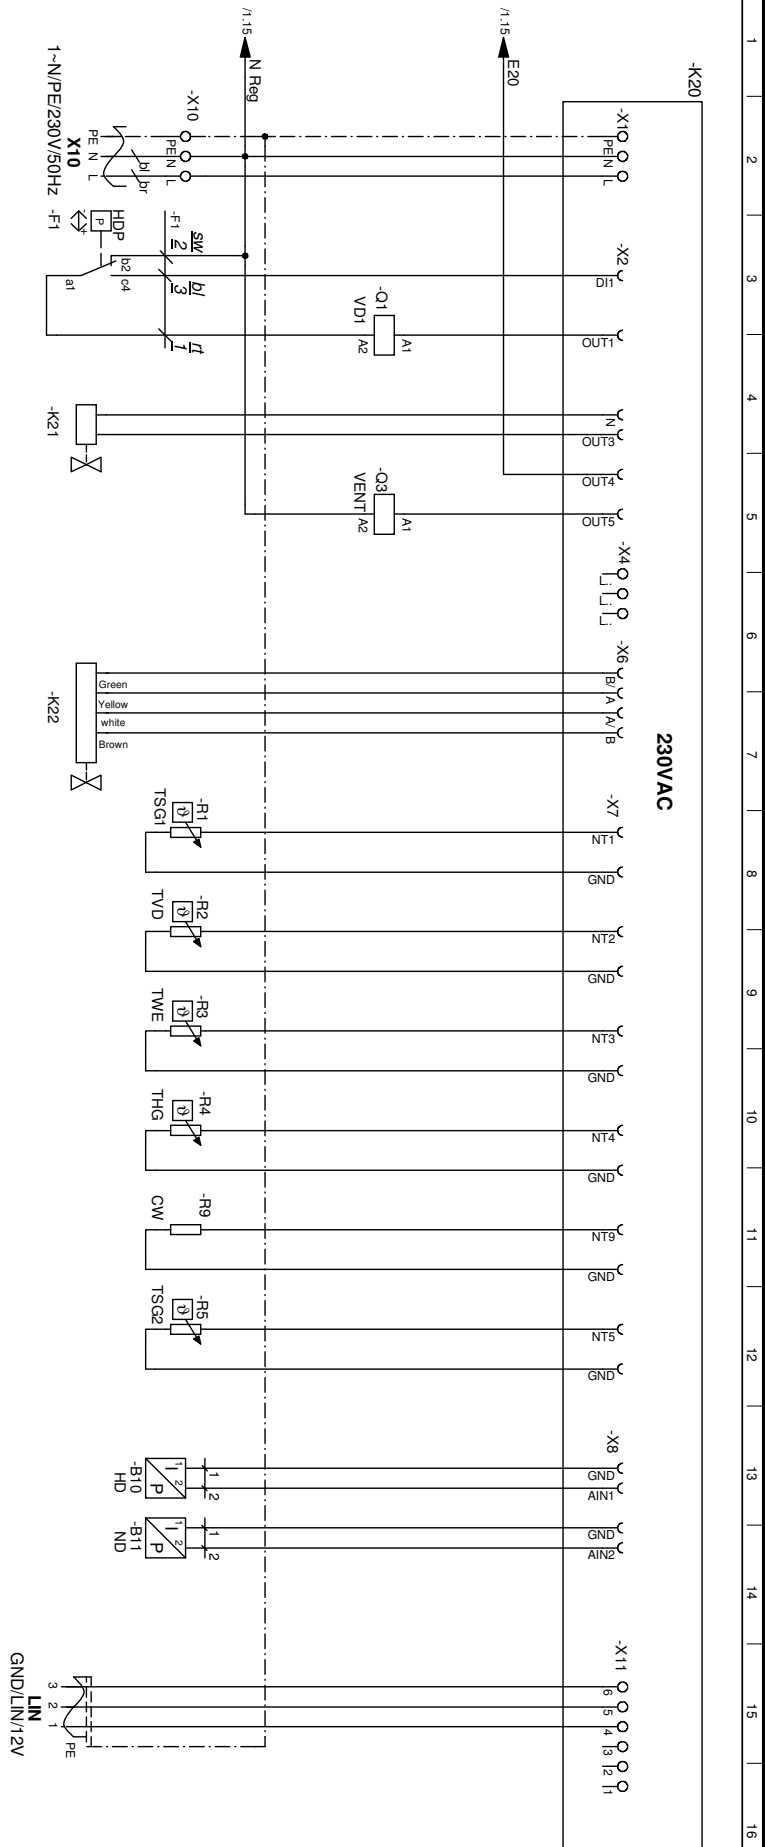 1
2
3
4
5
6
7
8
9
10
11
12
13
14
15
16
-K20
230VAC
-X1
PE
N
L
-X2
DI1
OUT1
N
OUT3
OUT4
OUT5
-X4
L
L
L
-X6
B/
A
A/
B
-X7
NT1
GND
NT2
GND
NT3
GND
NT4
GND
NT9
GND
NT5
GND
-X8
GND
AIN1
GND
AIN2
-X11
6
5
4
3
2
1
/1.15
E20
/1.15
N Reg
-Q1
VD1
A1
A2
-Q3
VENT
A1
A2
-X10
PE
N
L
bl
br
PE
N
L
X10
1~N/PE/230V/50Hz
-F1
sw
2
bl
3
rt
1
HDP
P
-F1
- +
b2
c4
a1
-K21
Green
Yellow
white
Brown
-K22
-R1
ϑ
TSG1
-R2
ϑ
TVD
-R3
ϑ
TWE
-R4
ϑ
THG
-R9
CW
-R5
ϑ
TSG2
1
2
1
I
2
P
-B10
HD
1
2
1
I
2
P
-B11
ND
3
2
1
PE
LIN
GND/LIN/12V